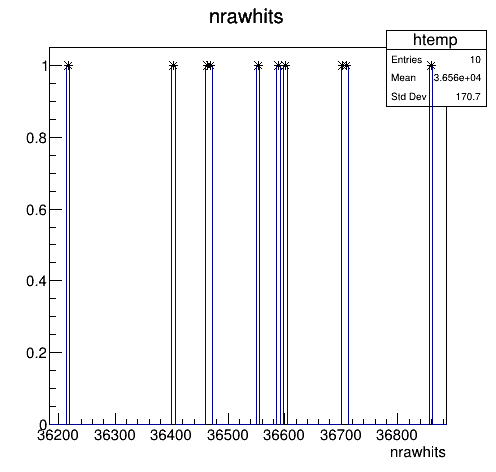 nrawhits
htemp
Entries 10
Mean 3.656e+04
Std Dev 170.7
1
0.8
0.6
0.4
0.2
0
36200 36300 36400 36500 36600 36700 36800
nrawhits